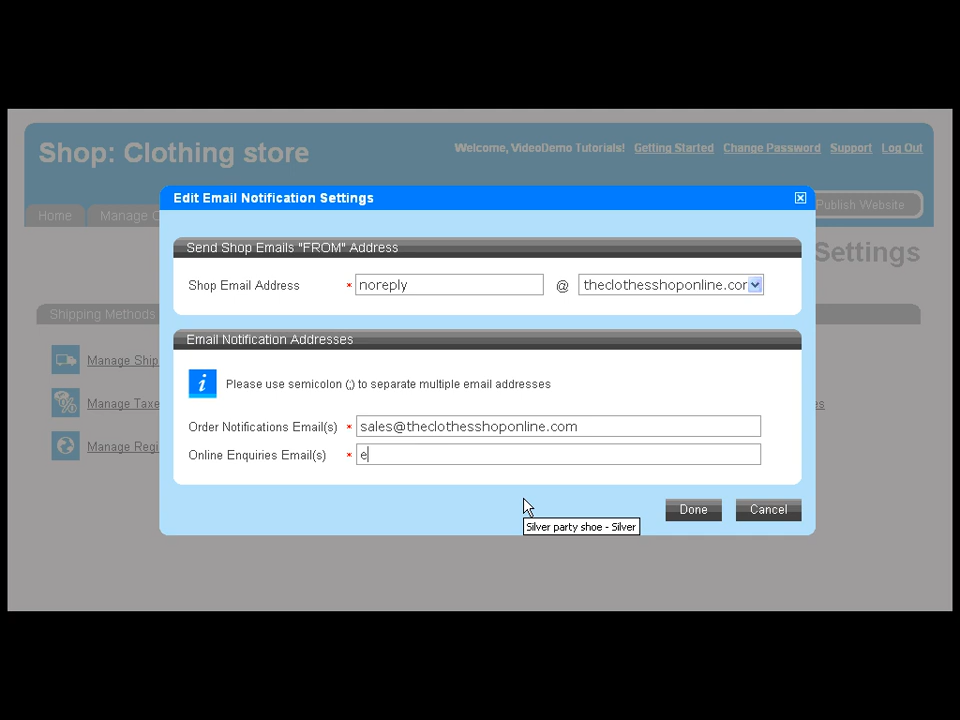 Shop: Clothing store
Welcome, VideoDemo Tutorials! Getting Started Change Password Support Log Out
Edit Email Notification Settings
Home Manage C
Publish Website
Settings
Send Shop Emails "FROM" Address
Shop Email Address * noreply @ theclothesshoponline.cor
Shipping Methods
Email Notification Addresses
Manage Ship
i Please use semicolon (;) to separate multiple email addresses
Manage Taxe
Order Notifications Email(s) * sales@theclothesshoponline.com
Manage Regi
Online Enquiries Email(s) * e
Done Cancel
Silver party shoe - Silver